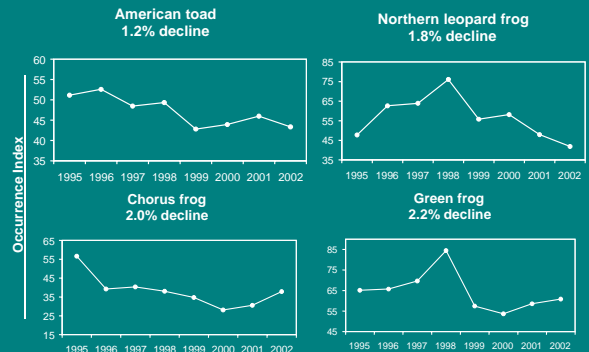 American toad
1.2% decline
60
55
50
45
40
35
1995 1996 1997 1998 1999 2000 2001 2002
Northern leopard frog
1.8% decline
85
75
65
55
45
35
1995 1996 1997 1998 1999 2000 2001 2002
Occurrence Index
Chorus frog
2.0% decline
65
55
45
35
25
15
1995 1996 1997 1998 1999 2000 2001 2002
Green frog
2.2% decline
85
75
65
55
45
1995 1996 1997 1998 1999 2000 2001 2002